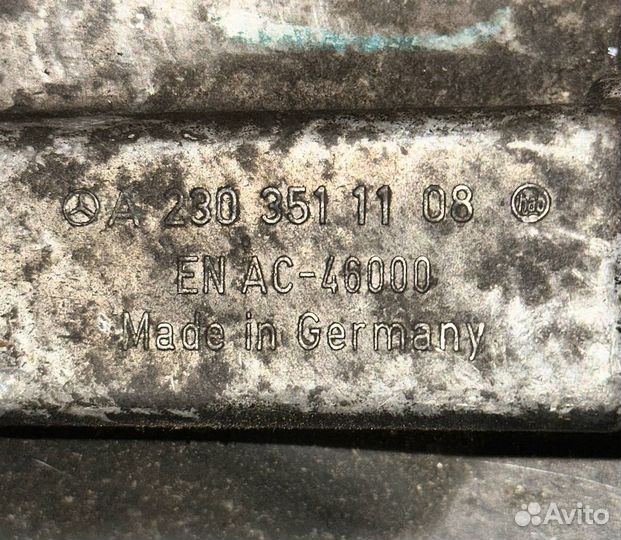 A 230 351 11 08
EN AC-46000
Made in Germany
Avito